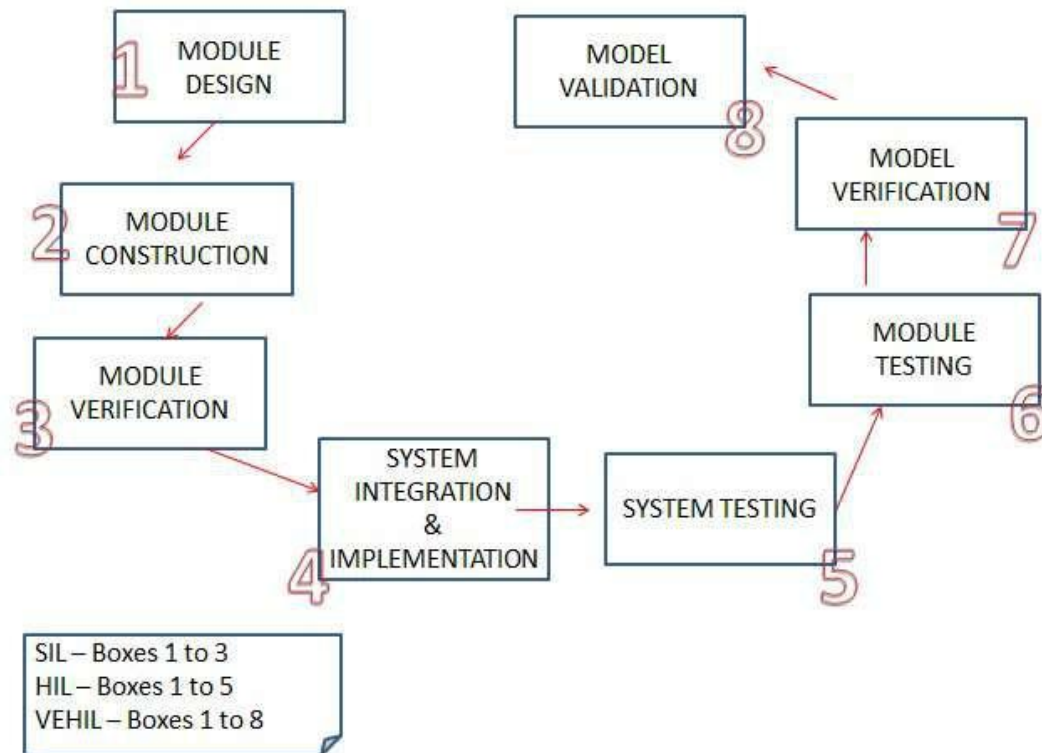 1
MODULE
DESIGN
2
MODULE
CONSTRUCTION
3
MODULE
VERIFICATION
4
SYSTEM
INTEGRATION
&
IMPLEMENTATION
5
SYSTEM TESTING
6
MODULE
TESTING
7
MODEL
VERIFICATION
8
MODEL
VALIDATION
SIL – Boxes 1 to 3
HIL – Boxes 1 to 5
VEHIL – Boxes 1 to 8